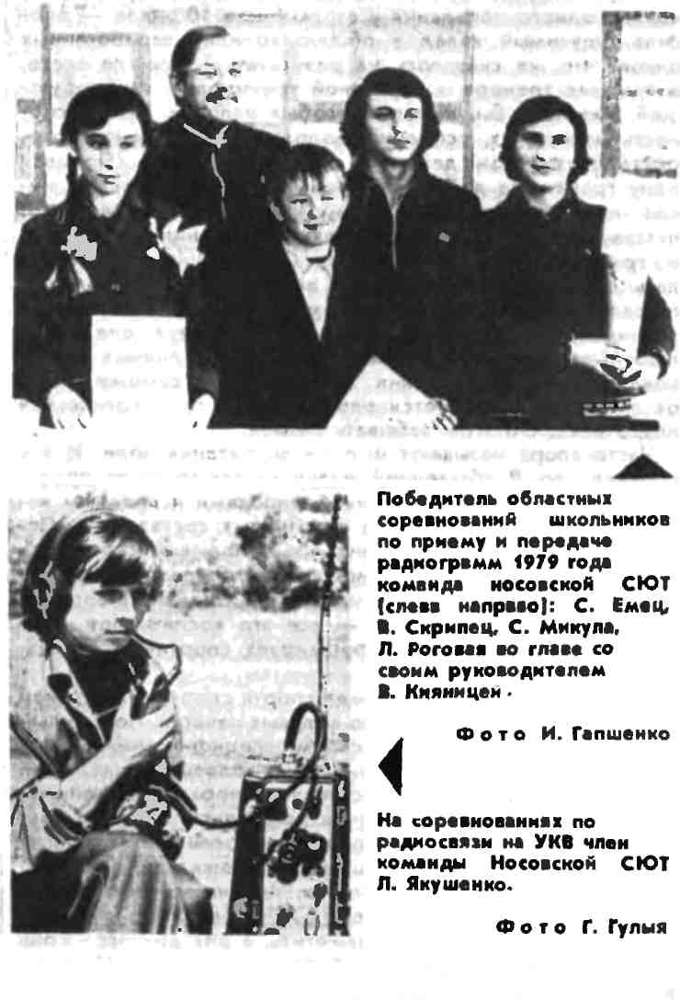 Победитель областных
соревнований школьников
по приему и передаче
радиограмм 1979 года
команда носовской СЮТ
(слева направо): С. Емец,
В. Скрипец, С. Микула,
Л. Роговая во главе со
своим руководителем
В. Кияницей.
Фото И. Гапшенко
На соревнованиях по
радиосвязи на УКВ член
команды Носовской СЮТ
Л. Якушенко.
Фото Г. Гулыя